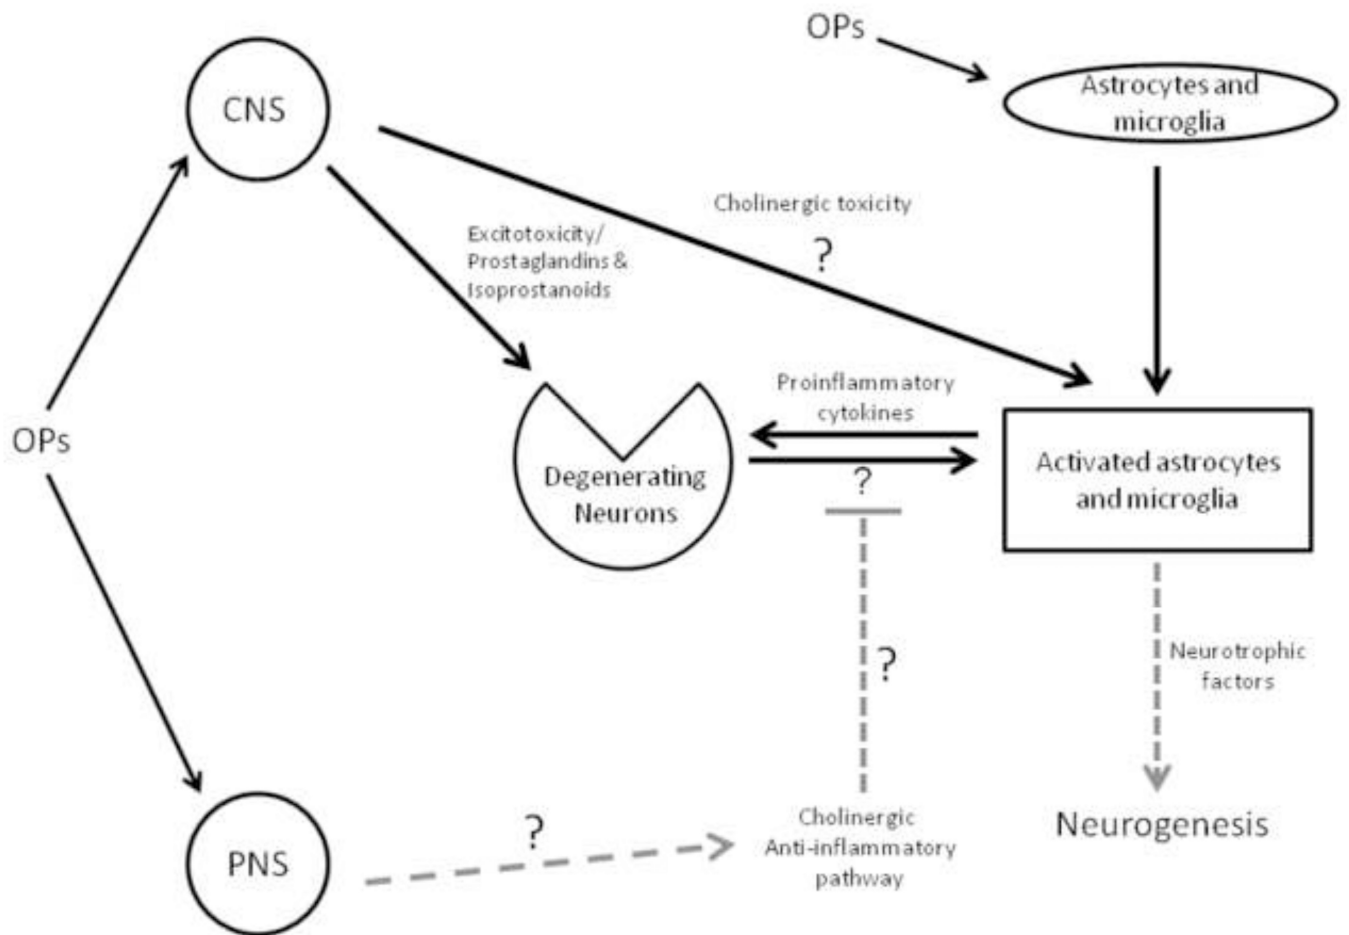 OPs
Astrocytes and
microglia
CNS
Cholinergic toxicity
?
Excitotoxicity/
Prostaglandins &
Isoprostanoids
Proinflammatory
cytokines
OPs
Degenerating
Neurons
?
Activated astrocytes
and microglia
?
Neurotrophic
factors
?
Cholinergic
Anti-inflammatory
pathway
Neurogenesis
PNS